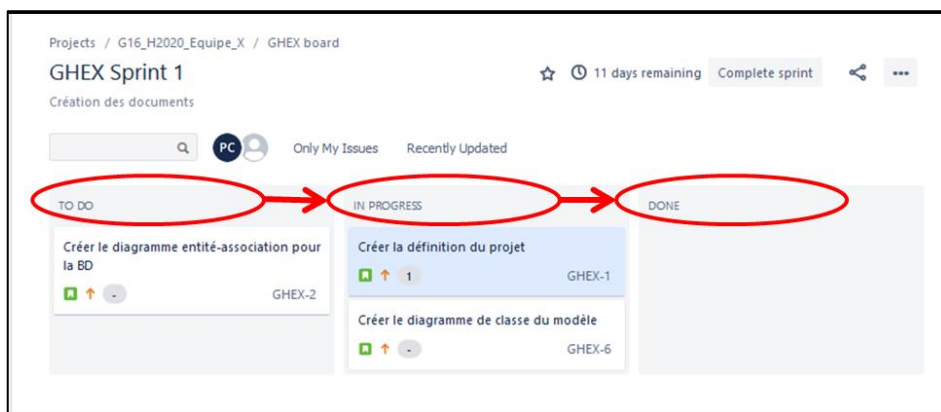 Projects / G16_H2020_Equipe_X / GHEX board
GHEX Sprint 1
11 days remaining Complete sprint
Création des documents
PC Only My Issues Recently Updated
TO DO
Créer le diagramme entité-association pour
la BD
- GHEX-2
IN PROGRESS
Créer la définition du projet
1 GHEX-1
Créer le diagramme de classe du modèle
- GHEX-6
DONE